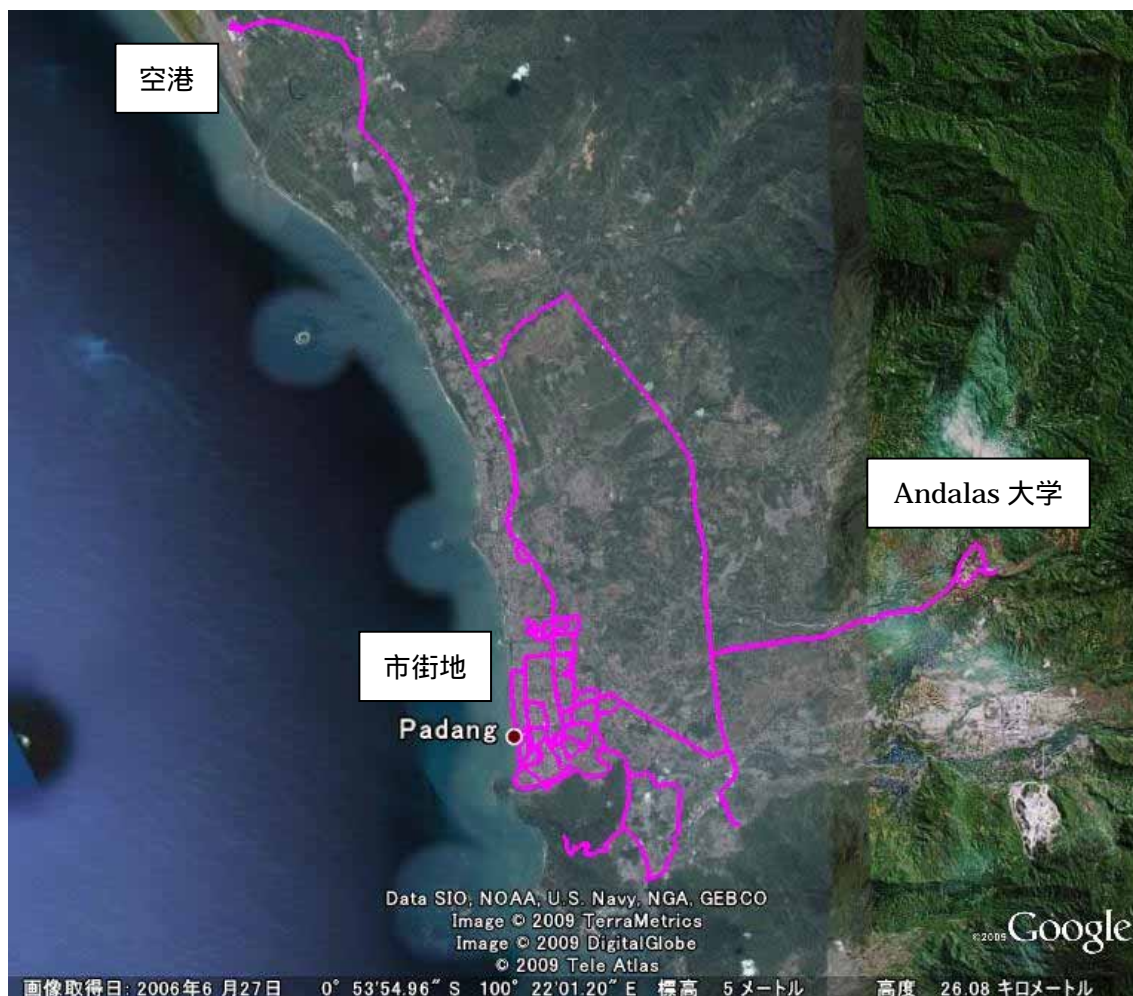 空港
Andalas 大学
市街地
Padang
Data SIO, NOAA, U.S. Navy, NGA, GEBCO
Image © 2009 TerraMetrics
Image © 2009 DigitalGlobe
© 2009 Tele Atlas
©2009 Google
画像取得日: 2006年6月27日 0° 53'54.96" S 100° 22'01.20" E 標高 5 メートル 高度 26.08 キロメートル